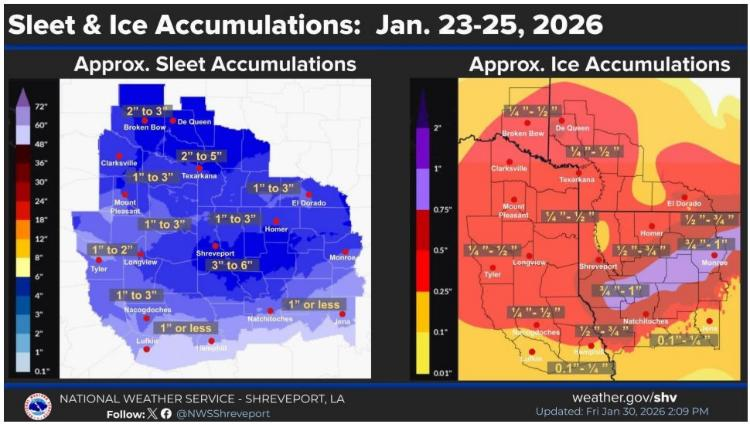 Sleet & Ice Accumulations: Jan. 23-25, 2026
Approx. Sleet Accumulations
72"
60"
48"
36"
30"
24"
18"
12"
8"
6"
4"
3"
2"
1"
0.1"
2" to 3"
Broken Bow
De Queen
2" to 5"
Clarksville
Texarkana
1" to 3"
1" to 3"
Mount
Pleasant
El Dorado
1" to 3"
1" to 3"
Homer
1" to 2"
Shreveport
Tyler
Longview
3" to 6"
Monroe
1" to 3"
Nacogdoches
1" or less
Natchitoches
Jena
1" or less
Lufkin
Hemphill
Approx. Ice Accumulations
2"
1"
0.75"
0.5"
0.25"
0.1"
0.01"
¼ "- ½ "
Broken Bow
De Queen
¼ "- ½ "
Clarksville
Texarkana
Mount
Pleasant
El Dorado
¼ "- ½ "
½ "- ¾ "
Homer
¼ "- ½ "
½ "- ¾ "
¾ "- 1"
Longview
Shreveport
Monroe
Tyler
¾ "- 1"
¼ "- ½ "
Natchitoches
Nacogdoches
½ "- ¾ "
Jena
0.1"- ¼ "
Lufkin
Hemphill
0.1"- ¼ "
NATIONAL WEATHER SERVICE - SHREVEPORT, LA
Follow: @NWSShreveport
weather.gov/shv
Updated: Fri Jan 30, 2026 2:09 PM